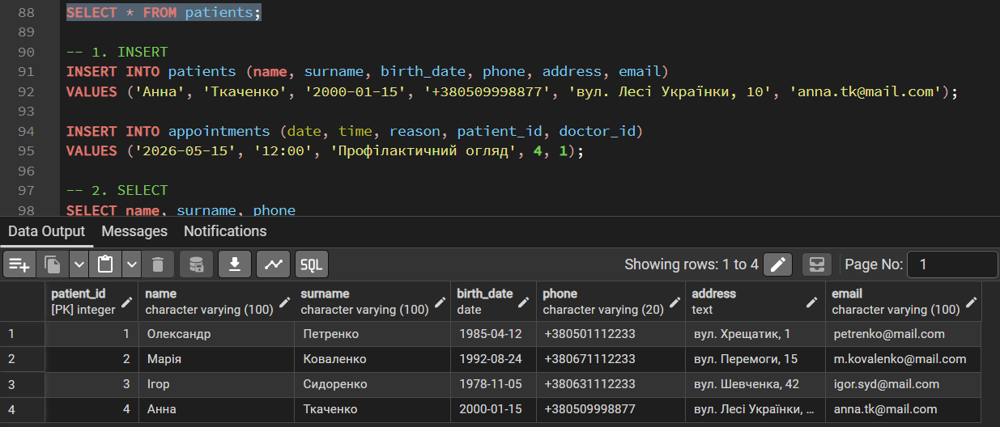 88 SELECT * FROM patients;
89
90 -- 1. INSERT
91 INSERT INTO patients (name, surname, birth_date, phone, address, email)
92 VALUES ('Анна', 'Ткаченко', '2000-01-15', '+380509998877', 'вул. Лесі Українки, 10', 'anna.tk@mail.com');
93
94 INSERT INTO appointments (date, time, reason, patient_id, doctor_id)
95 VALUES ('2026-05-15', '12:00', 'Профілактичний огляд', 4, 1);
96
97 -- 2. SELECT
98 SELECT name, surname, phone
Data Output Messages Notifications
SQL Showing rows: 1 to 4 Page No: 1
patient_id name surname birth_date phone address email
[PK] integer character varying (100) character varying (100) date character varying (20) text character varying (100)
1 1 Олександр Петренко 1985-04-12 +380501112233 вул. Хрещатик, 1 petrenko@mail.com
2 2 Марія Коваленко 1992-08-24 +380671112233 вул. Перемоги, 15 m.kovalenko@mail.com
3 3 Ігор Сидоренко 1978-11-05 +380631112233 вул. Шевченка, 42 igor.syd@mail.com
4 4 Анна Ткаченко 2000-01-15 +380509998877 вул. Лесі Українки, ... anna.tk@mail.com